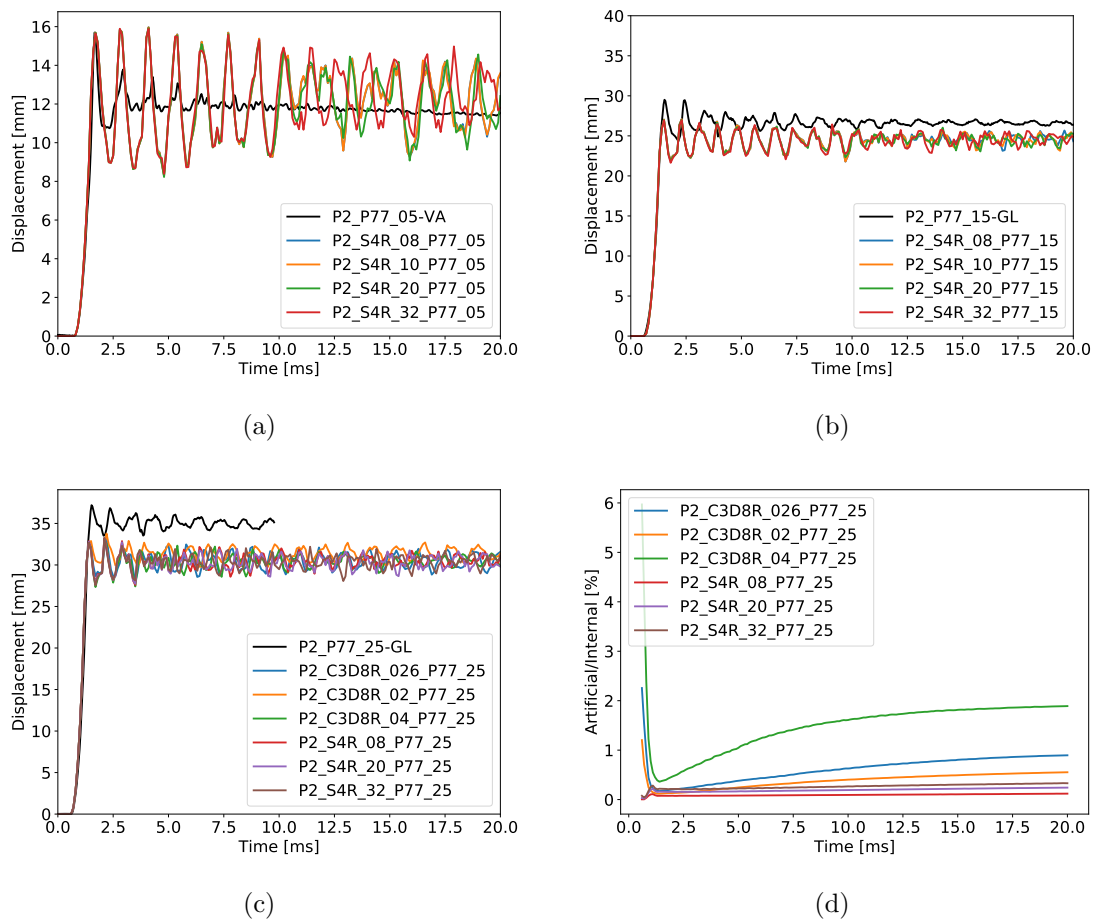 16
14
12
10
8
6
4
2
0
Displacement [mm]
0.0 2.5 5.0 7.5 10.0 12.5 15.0 17.5 20.0
Time [ms]
P2_P77_05-VA
P2_S4R_08_P77_05
P2_S4R_10_P77_05
P2_S4R_20_P77_05
P2_S4R_32_P77_05
(a)
40
35
30
25
20
15
10
5
0
Displacement [mm]
0.0 2.5 5.0 7.5 10.0 12.5 15.0 17.5 20.0
Time [ms]
P2_P77_15-GL
P2_S4R_08_P77_15
P2_S4R_10_P77_15
P2_S4R_20_P77_15
P2_S4R_32_P77_15
(b)
35
30
25
20
15
10
5
0
Displacement [mm]
0.0 2.5 5.0 7.5 10.0 12.5 15.0 17.5 20.0
Time [ms]
P2_P77_25-GL
P2_C3D8R_026_P77_25
P2_C3D8R_02_P77_25
P2_C3D8R_04_P77_25
P2_S4R_08_P77_25
P2_S4R_20_P77_25
P2_S4R_32_P77_25
(c)
6
5
4
3
2
1
0
Artificial/Internal [%]
0.0 2.5 5.0 7.5 10.0 12.5 15.0 17.5 20.0
Time [ms]
P2_C3D8R_026_P77_25
P2_C3D8R_02_P77_25
P2_C3D8R_04_P77_25
P2_S4R_08_P77_25
P2_S4R_20_P77_25
P2_S4R_32_P77_25
(d)